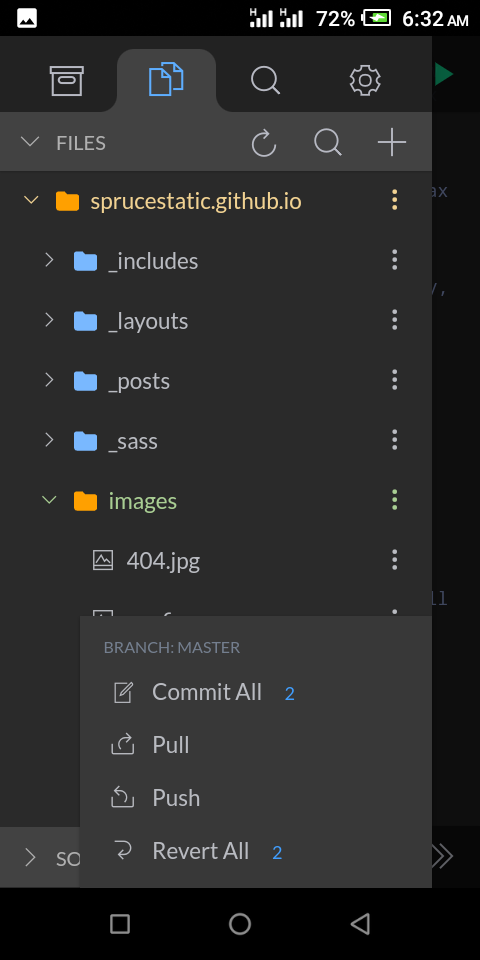 H H 72% 6:32 AM
FILES
ax
sprucestatic.github.io
_includes
/,
_layouts
_posts
_sass
images
404.jpg
ll
BRANCH: MASTER
Commit All 2
Pull
Push
SO
Revert All 2